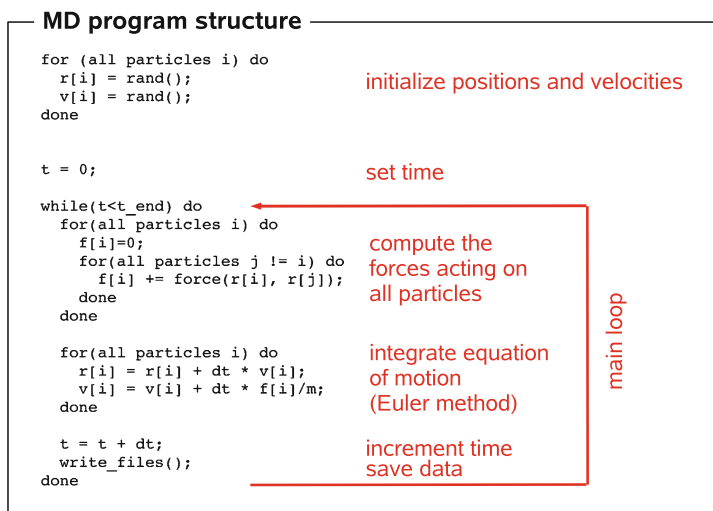 MD program structure
for (all particles i) do
r[i] = rand();
v[i] = rand();
done
initialize positions and velocities
t = 0;
set time
while(t<t_end) do
for(all particles i) do
f[i]=0;
for(all particles j != i) do
f[i] += force(r[i], r[j]);
done
done
compute the
forces acting on
all particles
for(all particles i) do
r[i] = r[i] + dt * v[i];
v[i] = v[i] + dt * f[i]/m;
done
integrate equation
of motion
(Euler method)
t = t + dt;
write_files();
done
increment time
save data
main loop